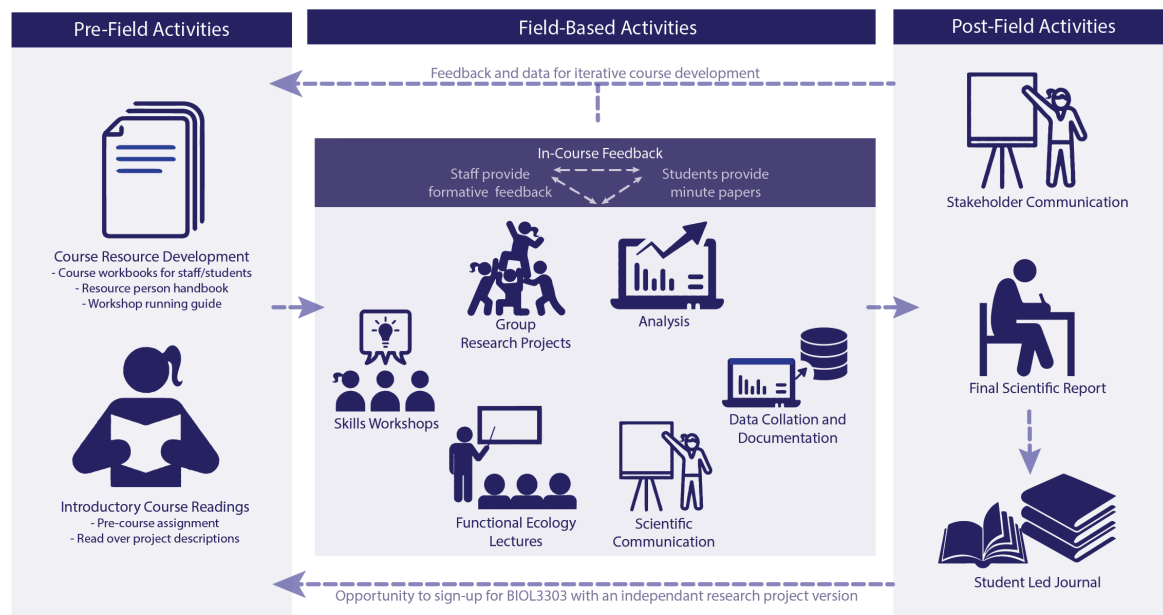 Pre-Field Activities
Course Resource Development
- Course workbooks for staff/students
- Resource person handbook
- Workshop running guide
Introductory Course Readings
- Pre-course assignment
- Read over project descriptions
Field-Based Activities
Feedback and data for iterative course development
In-Course Feedback
Staff provide
formative feedback
Students provide
minute papers
Group
Research Projects
Analysis
Skills Workshops
Data Collation and
Documentation
Functional Ecology
Lectures
Scientific
Communication
Opportunity to sign-up for BIOL3303 with an independant research project version
Post-Field Activities
Stakeholder Communication
Final Scientific Report
Student Led Journal